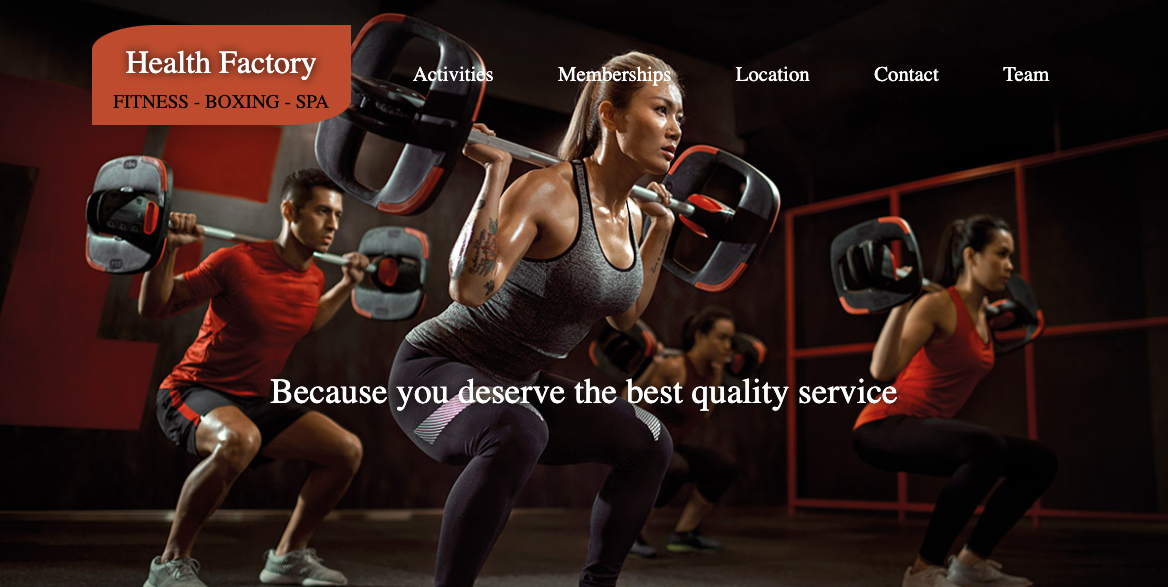 Health Factory
FITNESS - BOXING - SPA
Activities Memberships Location Contact Team
Because you deserve the best quality service